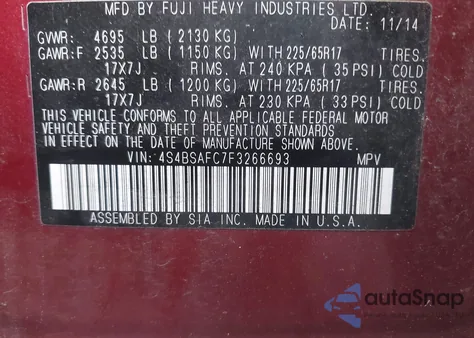 MFD BY FUJI HEAVY INDUSTRIES LTD.
DATE: 11/14
GVWR: 4695 LB (2130 KG)
GAWR:F 2535 LB (1150 KG) WITH 225/65R17 TIRES.
17X7J RIMS. AT 240 KPA (35 PSI) COLD
GAWR:R 2645 LB (1200 KG) WITH 225/65R17 TIRES.
17X7J RIMS. AT 230 KPA (33 PSI) COLD
THIS VEHICLE CONFORMS TO ALL APPLICABLE FEDERAL MOTOR
VEHICLE SAFETY AND THEFT PREVENTION STANDARDS IN EFFECT
ON THE DATE OF MANUFACTURE SHOWN ABOVE.
VIN: 4S4BSAFC7F3266693 MPV
ASSEMBLED BY SIA INC. MADE IN U.S.A.
autoSnap